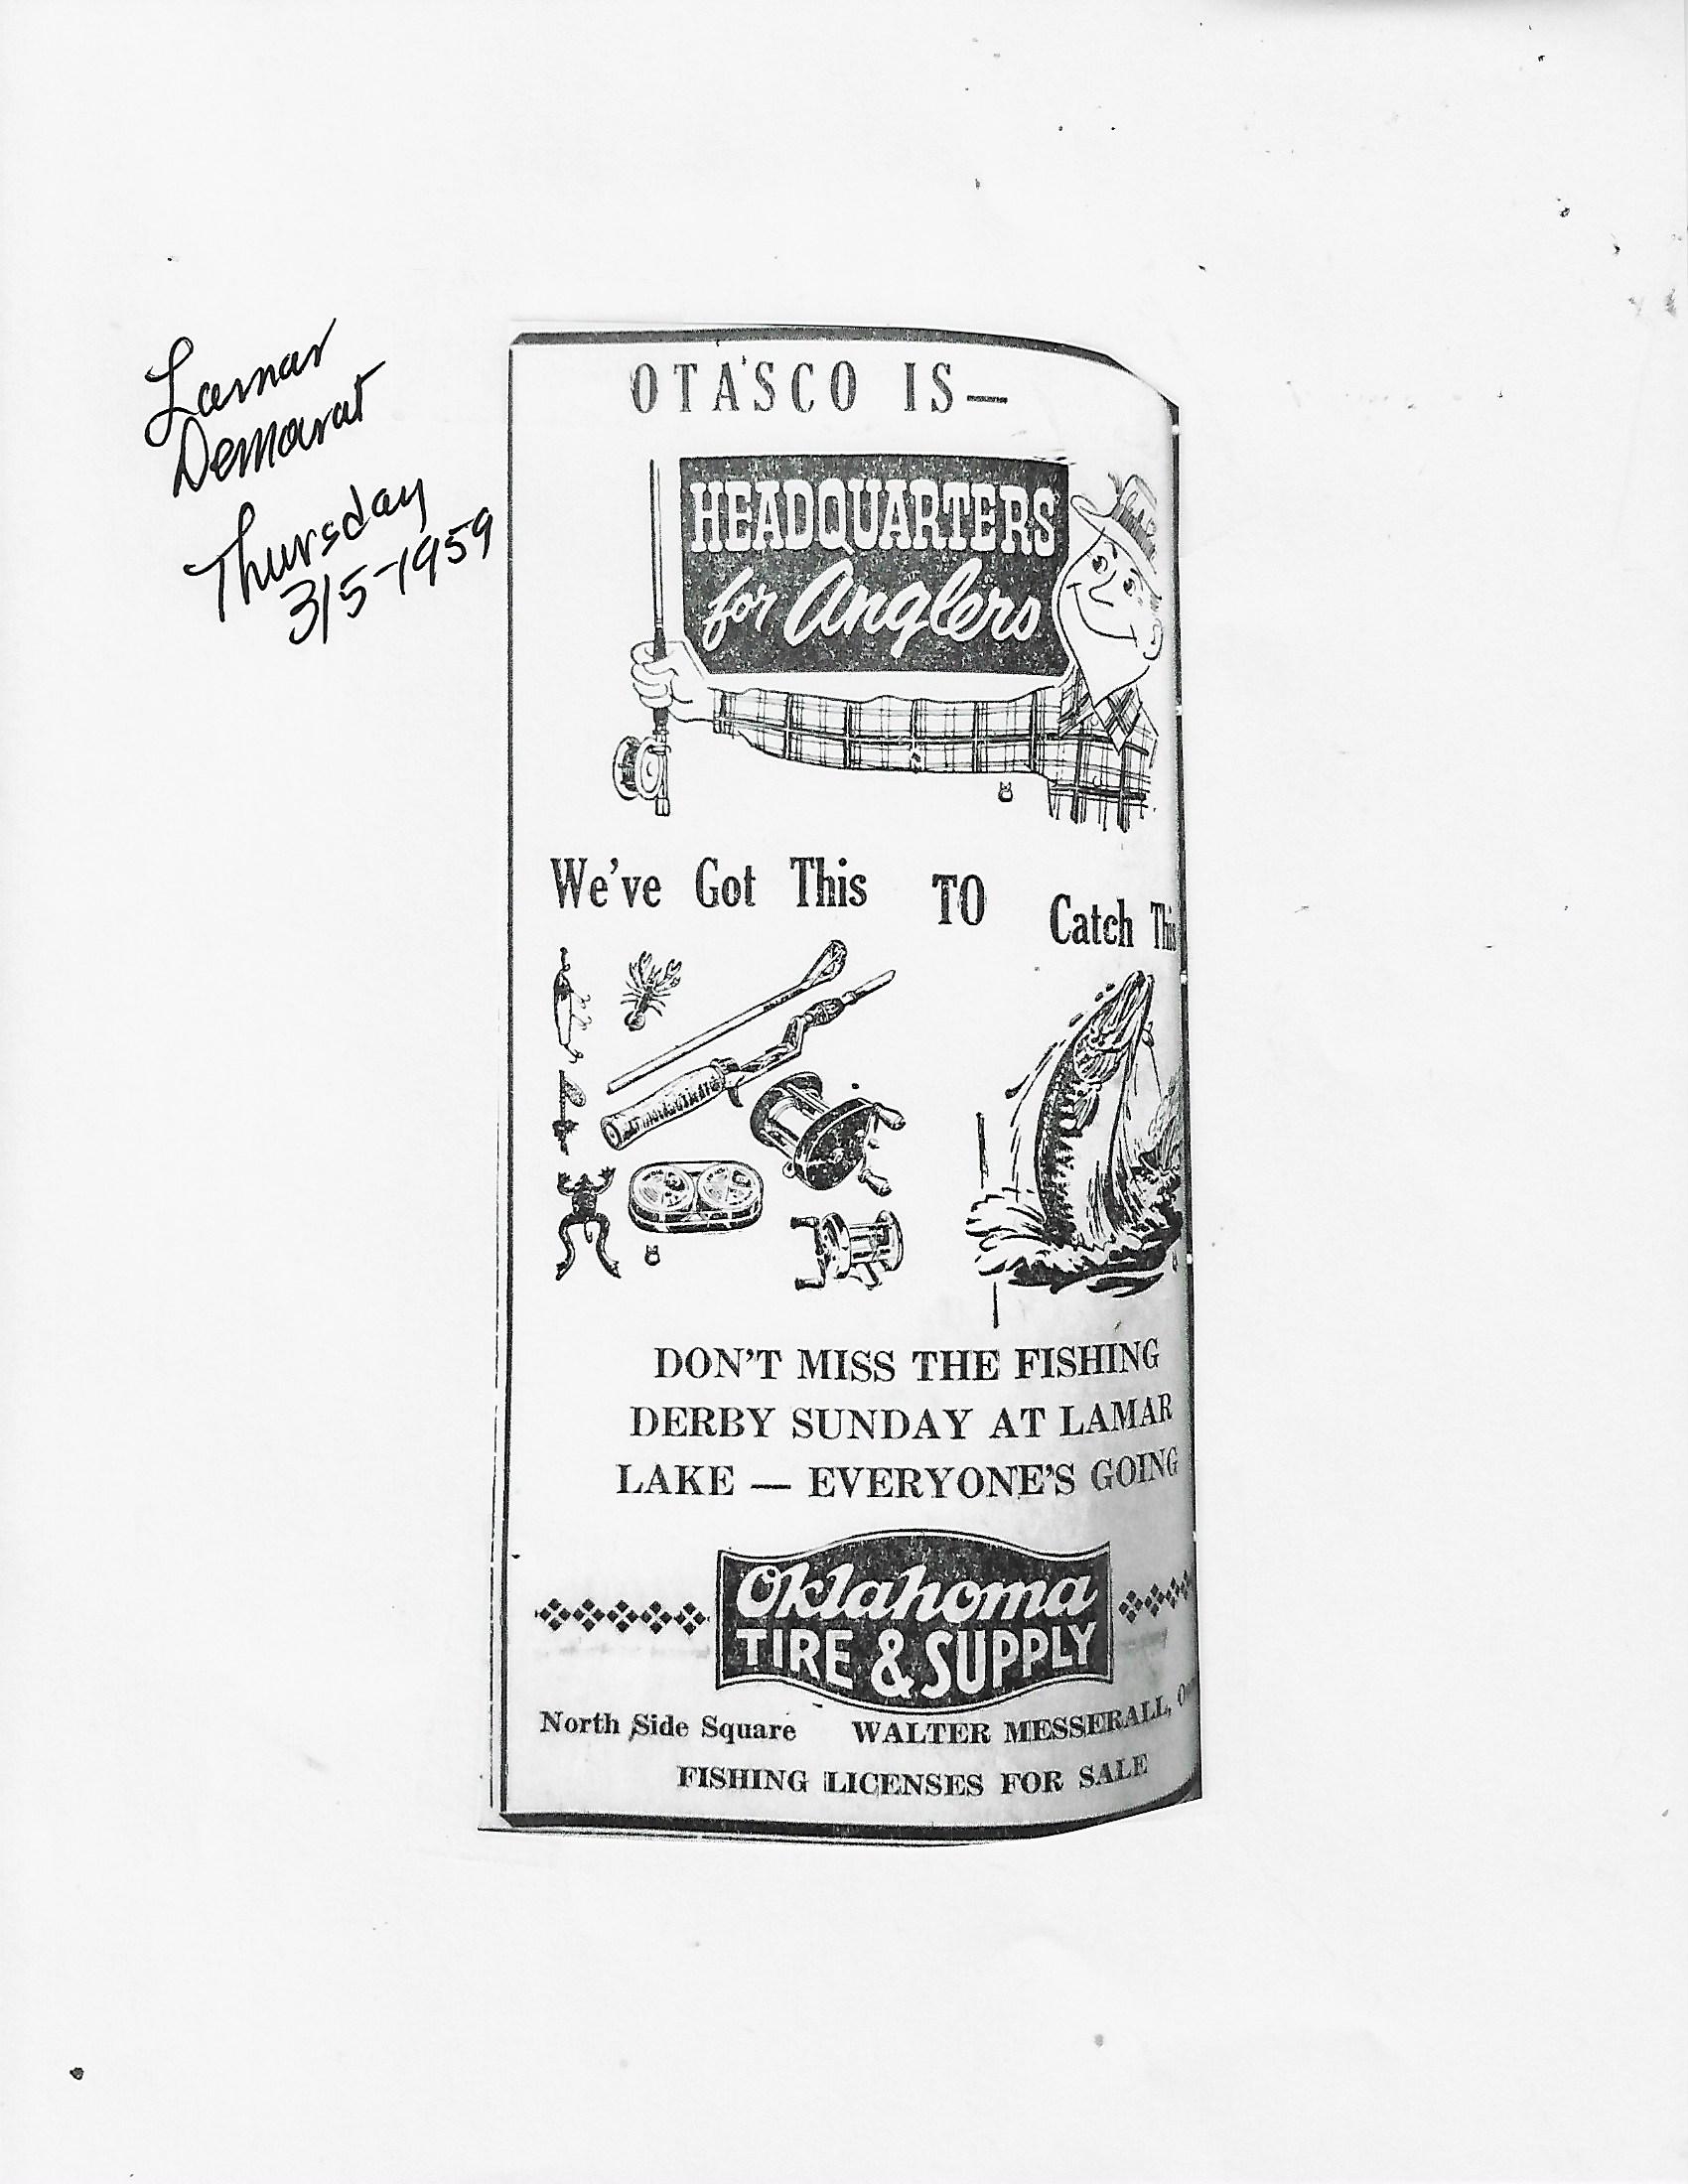 Lamar
Demorat
Thursday
3/5-1959
OTASCO IS—
HEADQUARTERS
for Anglers
We've Got This TO Catch This
DON'T MISS THE FISHING
DERBY SUNDAY AT LAMAR
LAKE — EVERYONE'S GOING
Oklahoma
TIRE & SUPPLY
North Side Square WALTER MESSERALL,
FISHING LICENSES FOR SALE